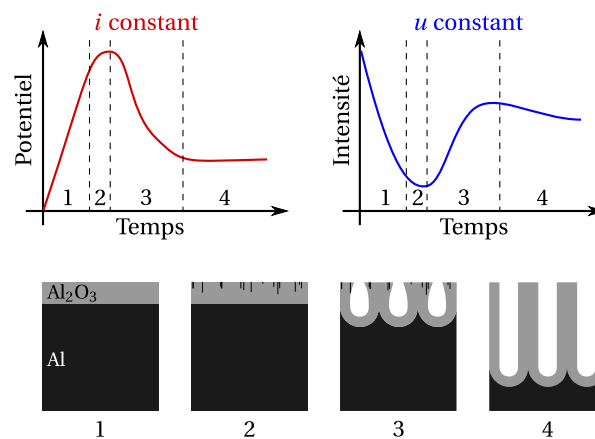 i constant
Potentiel
1 2 3 4
Temps
u constant
Intensité
1 2 3 4
Temps
Al₂O₃
Al
1 2 3 4